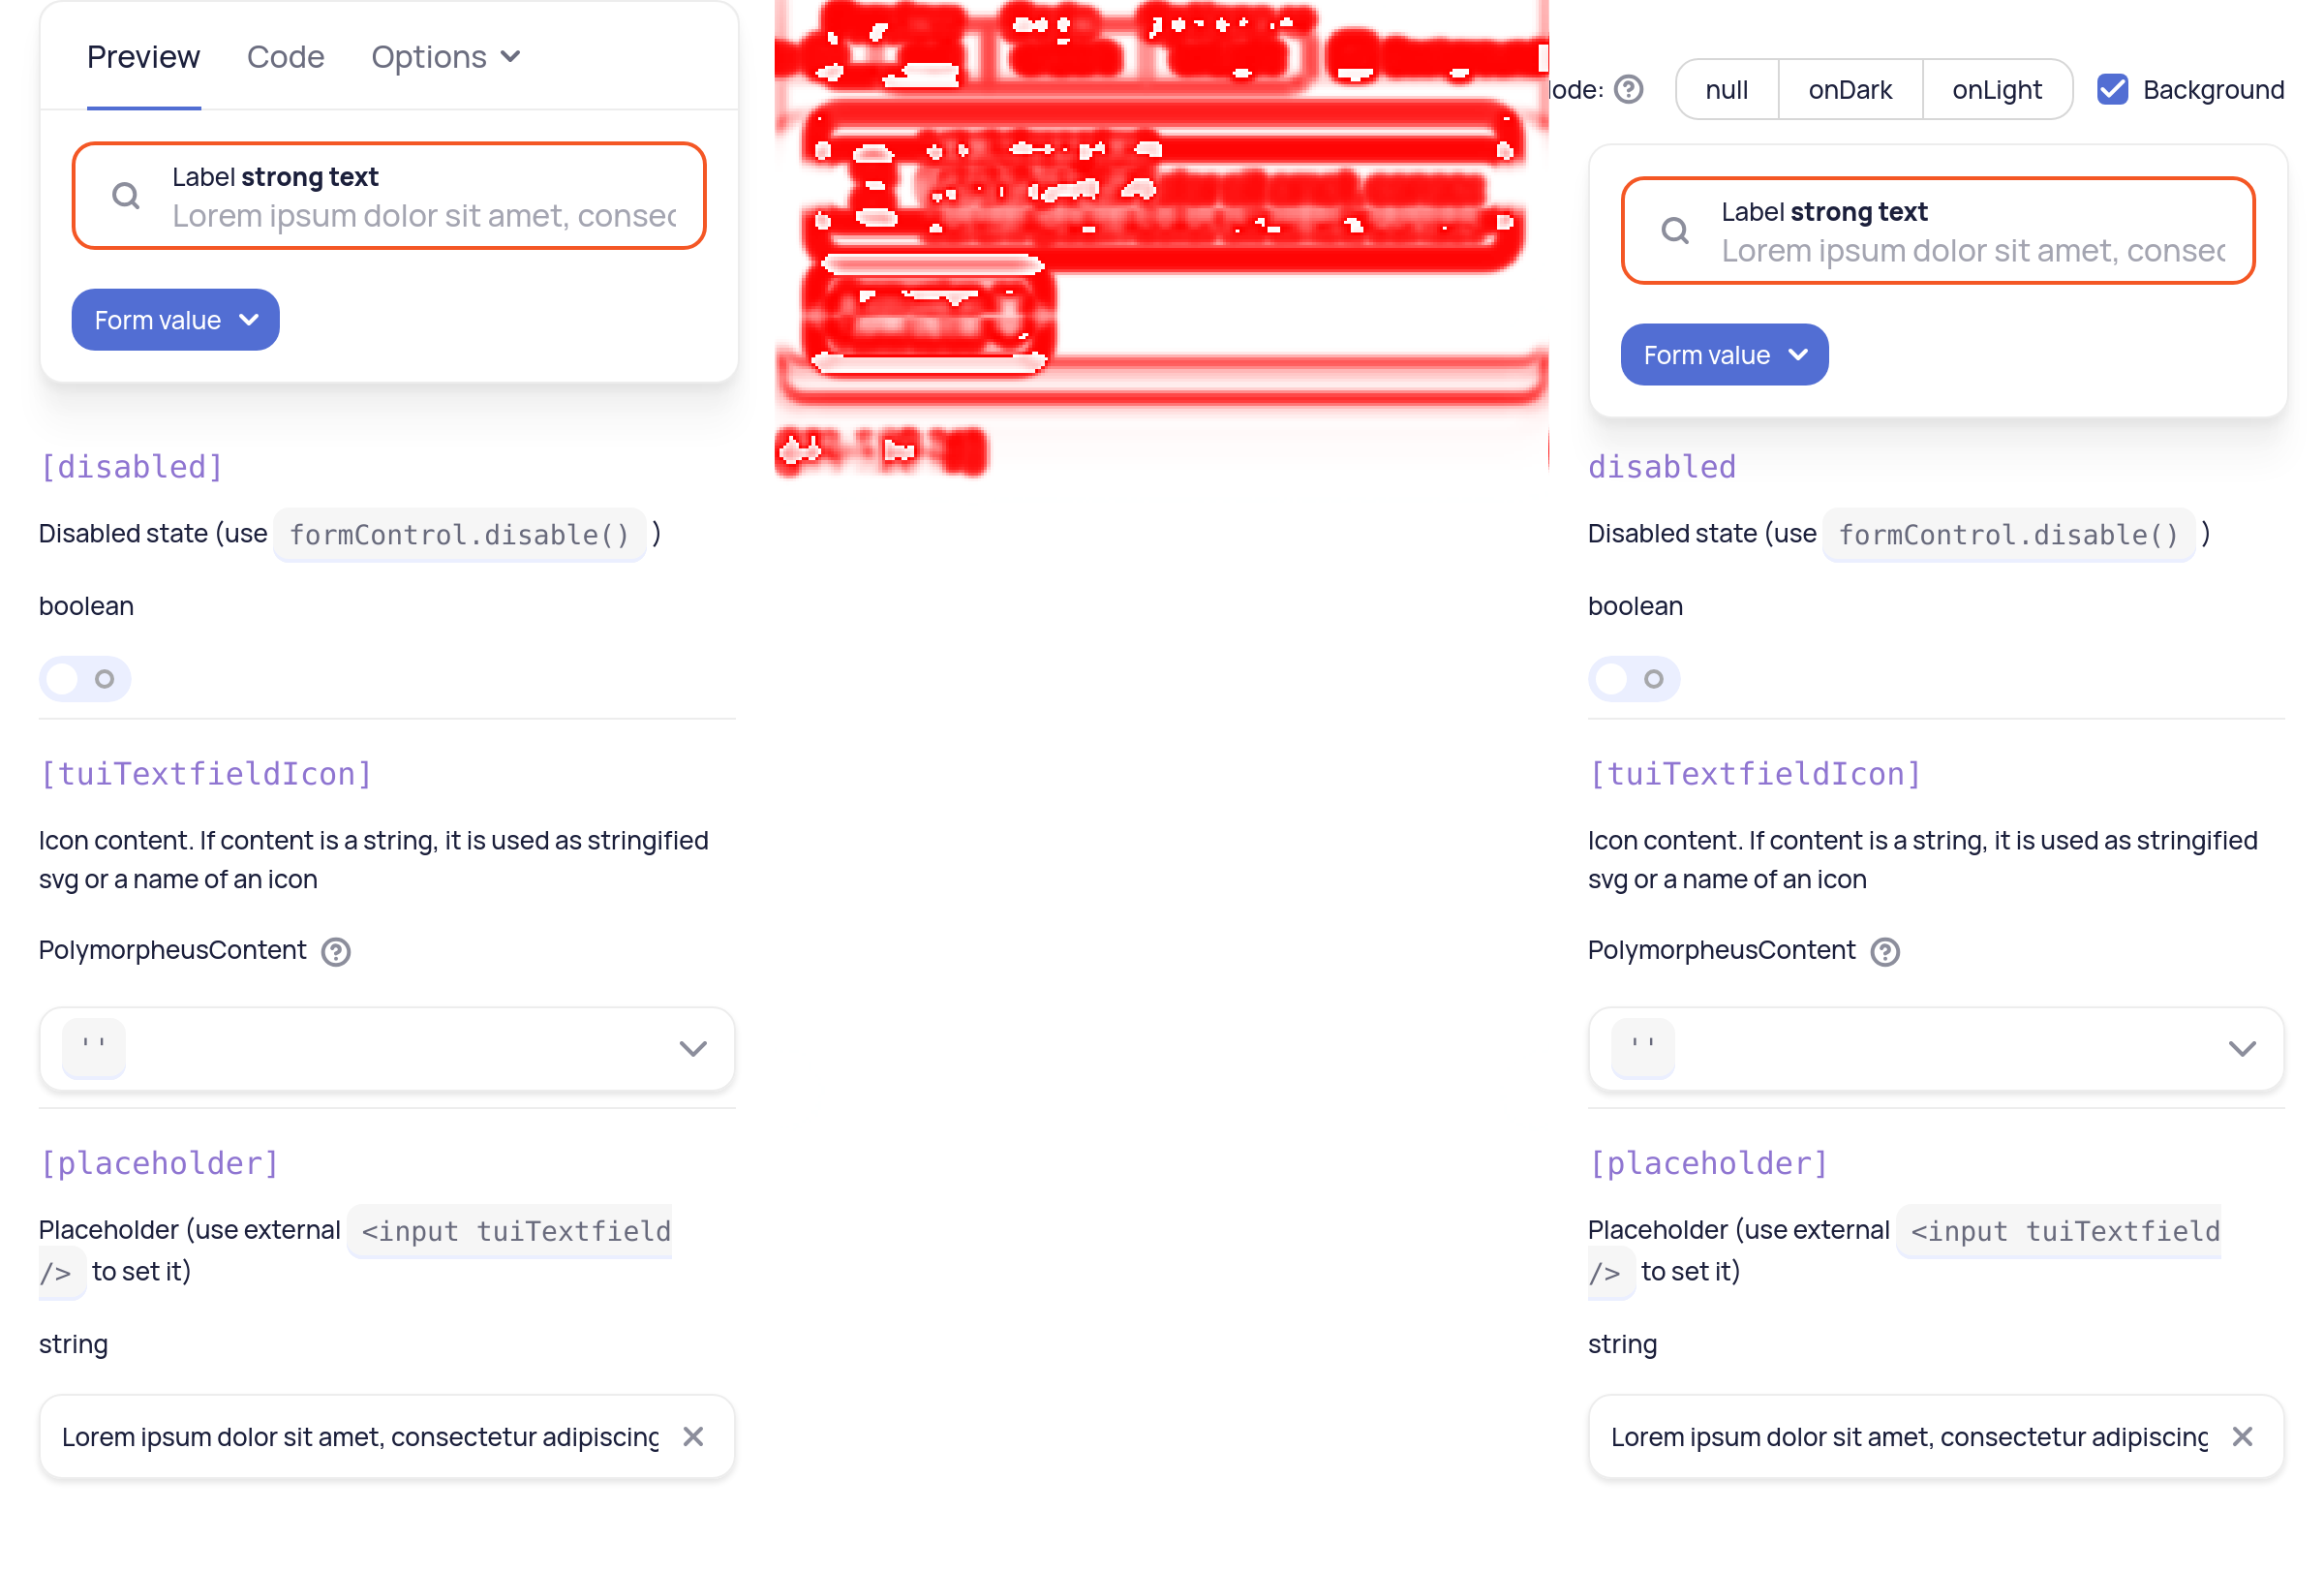 Preview Code Options
Label strong text
Lorem ipsum dolor sit amet, consec
Form value
[disabled]
Disabled state (use formControl.disable() )
boolean
[tuiTextfieldIcon]
Icon content. If content is a string, it is used as stringified
svg or a name of an icon
PolymorpheusContent
' '
[placeholder]
Placeholder (use external <input tuiTextfield
/> to set it)
string
Lorem ipsum dolor sit amet, consectetur adipiscing
ode: null onDark onLight Background
Label strong text
Lorem ipsum dolor sit amet, consec
Form value
disabled
Disabled state (use formControl.disable() )
boolean
[tuiTextfieldIcon]
Icon content. If content is a string, it is used as stringified
svg or a name of an icon
PolymorpheusContent
' '
[placeholder]
Placeholder (use external <input tuiTextfield
/> to set it)
string
Lorem ipsum dolor sit amet, consectetur adipiscing